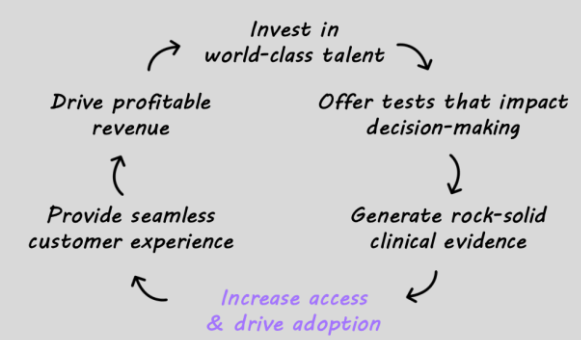 Invest in
world-class talent
Offer tests that impact
decision-making
Generate rock-solid
clinical evidence
Increase access
& drive adoption
Provide seamless
customer experience
Drive profitable
revenue